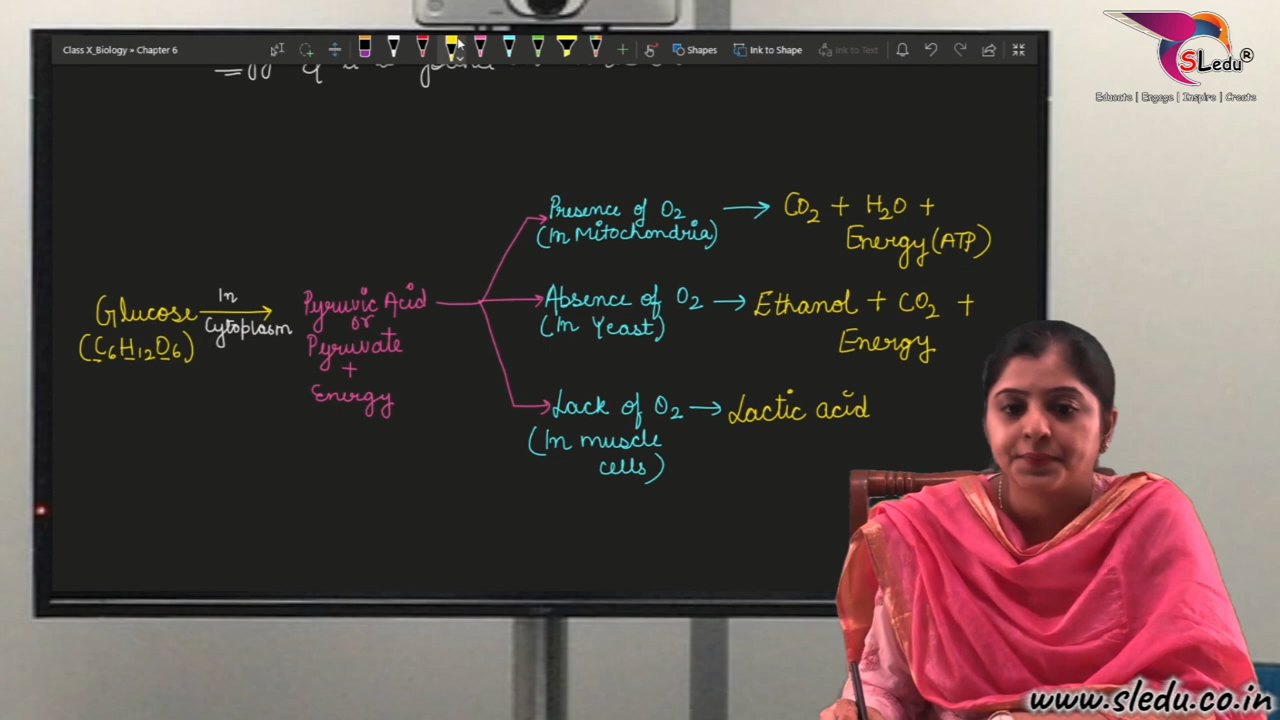 Class X_Biology » Chapter 6
Shapes
Ink to Shape
Ink to Text
SLedu®
Educate | Engage | Inspire | Create
Presence of O2 → CO2 + H2O +
(In Mitochondria)
Energy (ATP)
Glucose
(C6H12O6)
In
Cytoplasm
Pyruvic Acid
or
Pyruvate
+
Energy
Absence of O2 → Ethanol + CO2 +
(In Yeast)
Energy
Lack of O2 → Lactic acid
(In muscle
cells)
www.sledu.co.in